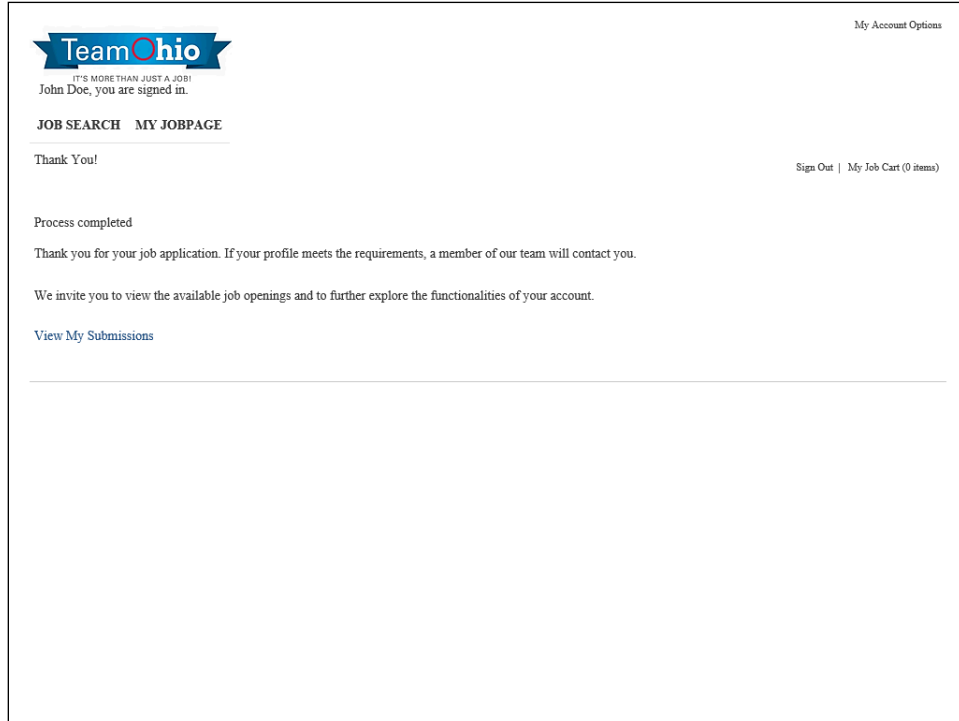 My Account Options
TeamOhio
IT'S MORE THAN JUST A JOB!
John Doe, you are signed in.
JOB SEARCH MY JOBPAGE
Thank You!
Sign Out | My Job Cart (0 items)
Process completed
Thank you for your job application. If your profile meets the requirements, a member of our team will contact you.
We invite you to view the available job openings and to further explore the functionalities of your account.
View My Submissions